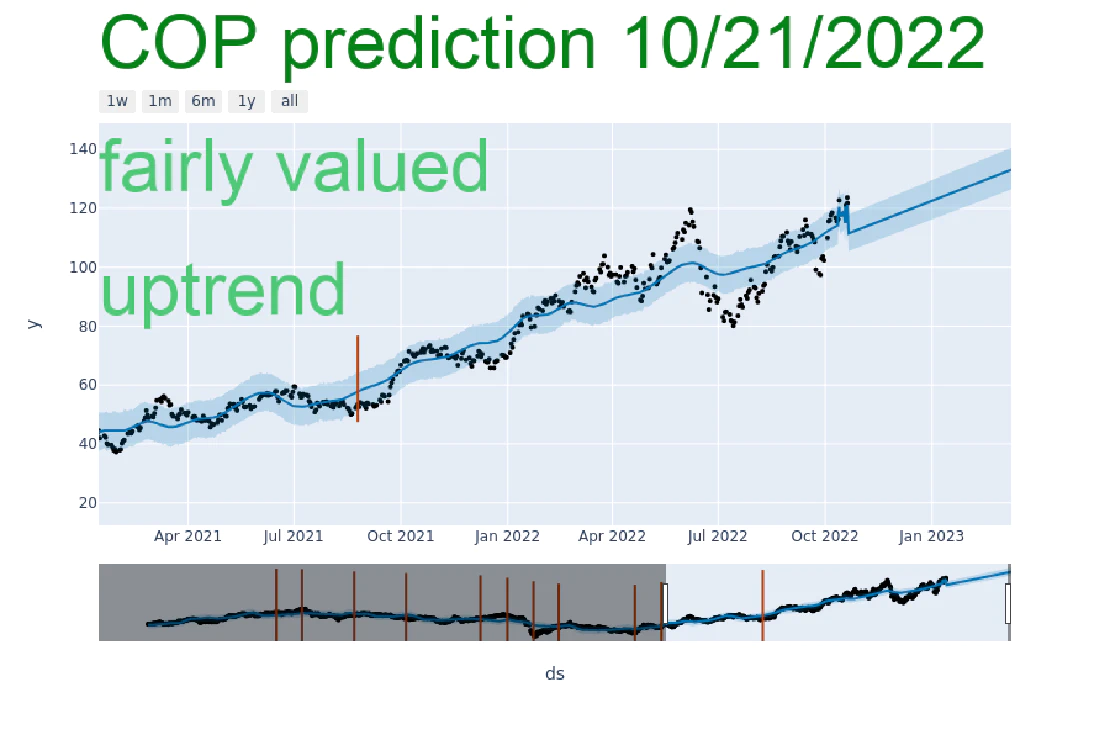 COP prediction 10/21/2022
1w 1m 6m 1y all
140
fairly valued
120
100
uptrend
80
y
60
40
20
Apr 2021 Jul 2021 Oct 2021 Jan 2022 Apr 2022 Jul 2022 Oct 2022 Jan 2023
ds